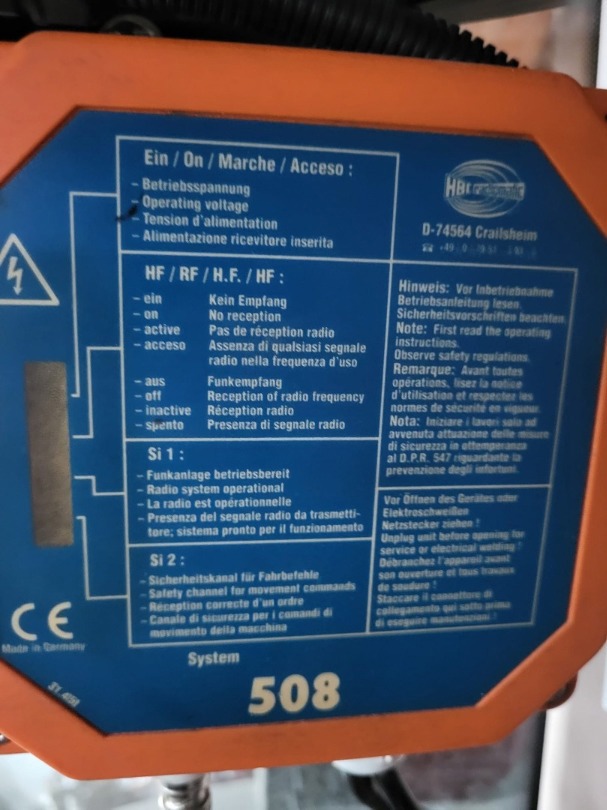 Ein / On / Marche / Acceso :
– Betriebsspannung
– Operating voltage
– Tension d'alimentation
– Alimentazione ricevitore inserita
HBC radiomatic
D-74564 Crailsheim
HF / RF / H.F. / HF :
– ein Kein Empfang
– on No reception
– active Pas de réception radio
– acceso Assenza di qualsiasi segnale
radio nella frequenza d'uso
– aus Funkempfang
– off Reception of radio frequency
– inactive Réception radio
– spento Presenza di segnale radio
Hinweis: Vor Inbetriebnahme
Betriebsanleitung lesen.
Sicherheitsvorschriften beachten.
Note: First read the operating
instructions.
Observe safety regulations.
Remarque: Avant toutes
opérations, lisez la notice
d'utilisation et respectez les
normes de sécurité en vigueur.
Nota: Iniziare i lavori solo ad
avvenuta attuazione delle misure
di sicurezza in ottemperanza
al D.P.R. 547 riguardante la
prevenzione degli infortuni.
Si 1 :
– Funkanlage betriebsbereit
– Radio system operational
– La radio est opérationnelle
– Presenza del segnale radio da trasmetti-
tore; sistema pronto per il funzionamento
Vor Öffnen des Gerätes oder
Elektroschweißen
Netzstecker ziehen !
Unplug unit before opening for
service or electrical welding !
Débranchez l'appareil avant
son ouverture et tous travaux
de soudure !
Staccare il connettore di
collegamento qui sotto prima
di eseguire manutenzioni !
Si 2 :
– Sicherheitskanal für Fahrbefehle
– Safety channel for movement commands
– Réception correcte d'un ordre
– Canale di sicurezza per i comandi di
movimento della macchina
CE
Made in Germany
System
508